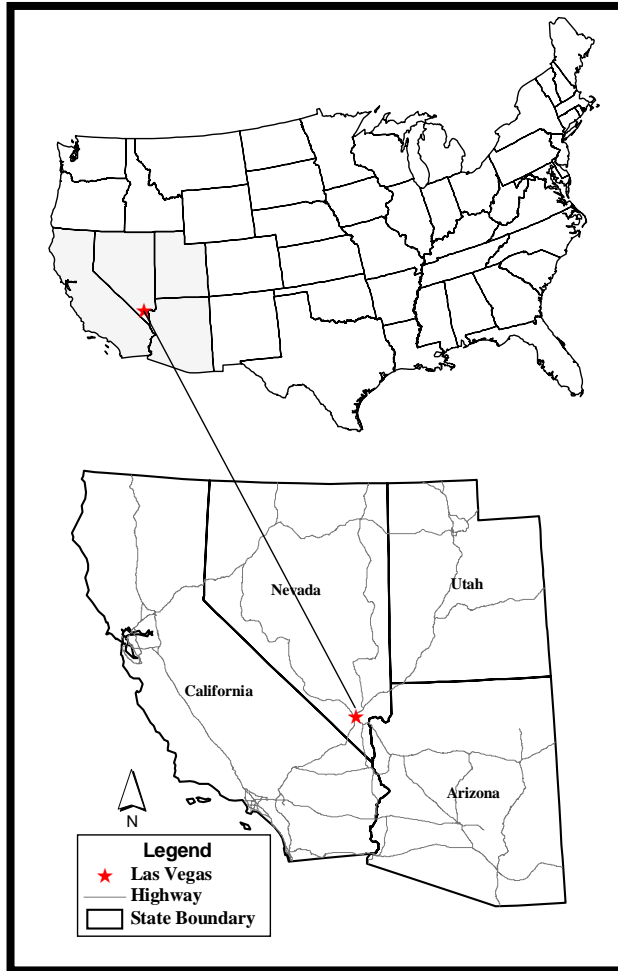 Nevada
Utah
California
Arizona
N
Legend
Las Vegas
Highway
State Boundary